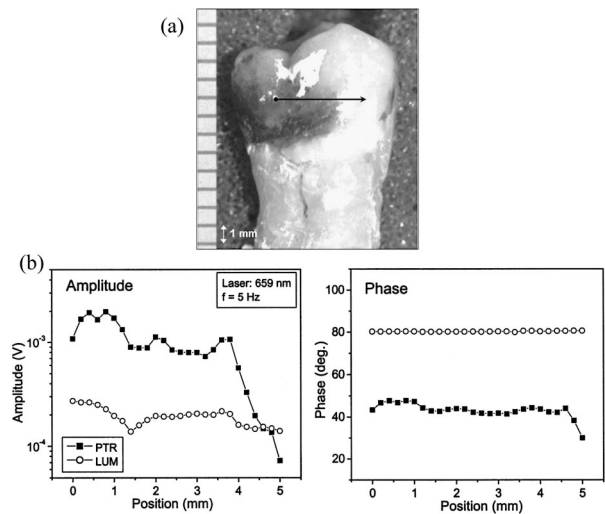 (a)
1 mm
(b)
Amplitude
Laser: 659 nm
f = 5 Hz
10⁻³
10⁻⁴
Amplitude (V)
PTR
LUM
0 1 2 3 4 5
Position (mm)
Phase
100
80
60
40
20
Phase (deg.)
0 1 2 3 4 5
Position (mm)